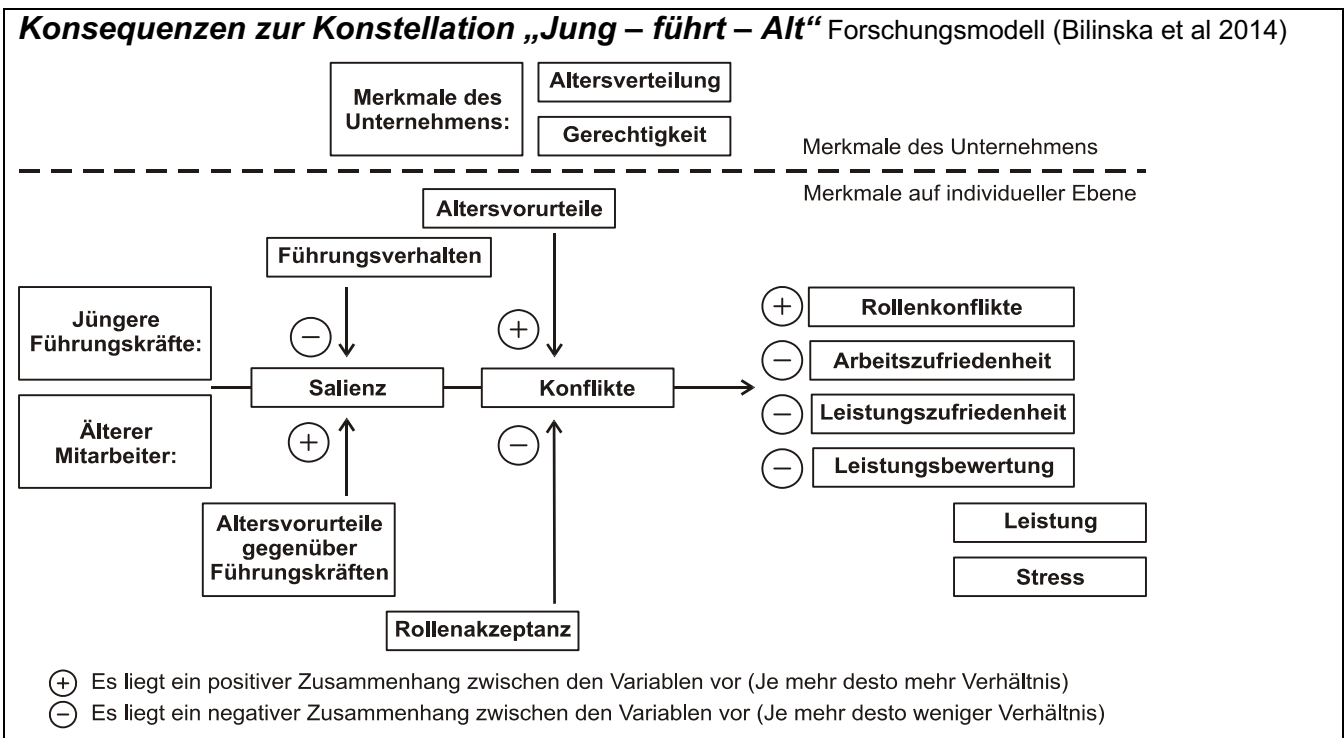 Konsequenzen zur Konstellation „Jung – führt – Alt“ Forschungsmodell (Bilinska et al 2014)
Merkmale des
Unternehmens:
Altersverteilung
Gerechtigkeit
Merkmale des Unternehmens
Merkmale auf individueller Ebene
Altersvorurteile
Führungsverhalten
Jüngere
Führungskräfte:
Älterer
Mitarbeiter:
−
+
Salienz
Konflikte
+
−
+ Rollenkonflikte
− Arbeitszufriedenheit
− Leistungszufriedenheit
− Leistungsbewertung
Leistung
Stress
Altersvorurteile
gegenüber
Führungskräften
Rollenakzeptanz
+ Es liegt ein positiver Zusammenhang zwischen den Variablen vor (Je mehr desto mehr Verhältnis)
− Es liegt ein negativer Zusammenhang zwischen den Variablen vor (Je mehr desto weniger Verhältnis)